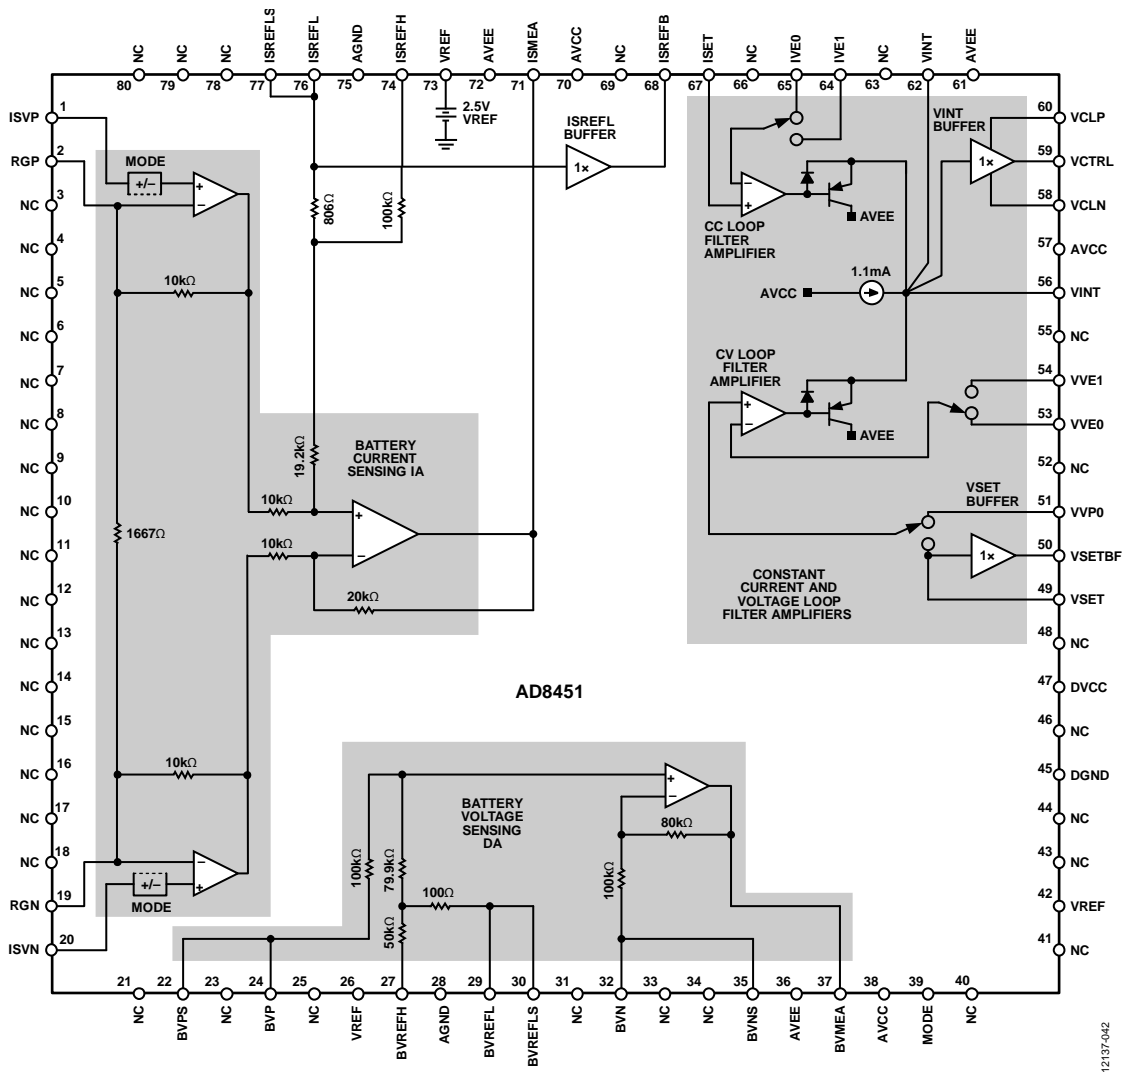 NC NC NC ISREFLS ISREFL AGND ISREFH VREF AVEE ISMEA AVCC NC ISREFB ISET NC IVE0 IVE1 NC VINT AVEE
80 79 78 77 76 75 74 73 72 71 70 69 68 67 66 65 64 63 62 61
ISVP 1
RGP 2
NC 3
NC 4
NC 5
NC 6
NC 7
NC 8
NC 9
NC 10
NC 11
NC 12
NC 13
NC 14
NC 15
NC 16
NC 17
NC 18
RGN 19
ISVN 20
MODE
+/−
+
−
10kΩ
1667Ω
10kΩ
−
+
+/−
MODE
806Ω
100kΩ
19.2kΩ
2.5V
VREF
ISREFL
BUFFER
1×
BATTERY
CURRENT
SENSING IA
10kΩ
10kΩ
+
−
20kΩ
VINT
BUFFER
1×
−
+
AVEE
CC LOOP
FILTER
AMPLIFIER
1.1mA
AVCC
CV LOOP
FILTER
AMPLIFIER
+
−
AVEE
VSET
BUFFER
1×
CONSTANT
CURRENT AND
VOLTAGE LOOP
FILTER AMPLIFIERS
60 VCLP
59 VCTRL
58 VCLN
57 AVCC
56 VINT
55 NC
54 VVE1
53 VVE0
52 NC
51 VVP0
50 VSETBF
49 VSET
48 NC
47 DVCC
46 NC
45 DGND
44 NC
43 NC
42 VREF
41 NC
AD8451
BATTERY
VOLTAGE
SENSING
DA
+
−
80kΩ
100kΩ
79.9kΩ
100Ω
50kΩ
100kΩ
21 22 23 24 25 26 27 28 29 30 31 32 33 34 35 36 37 38 39 40
NC BVPS NC BVP NC VREF BVREFH AGND BVREFL BVREFLS NC BVN NC NC BVNS AVEE BVMEA AVCC MODE NC
12137-042